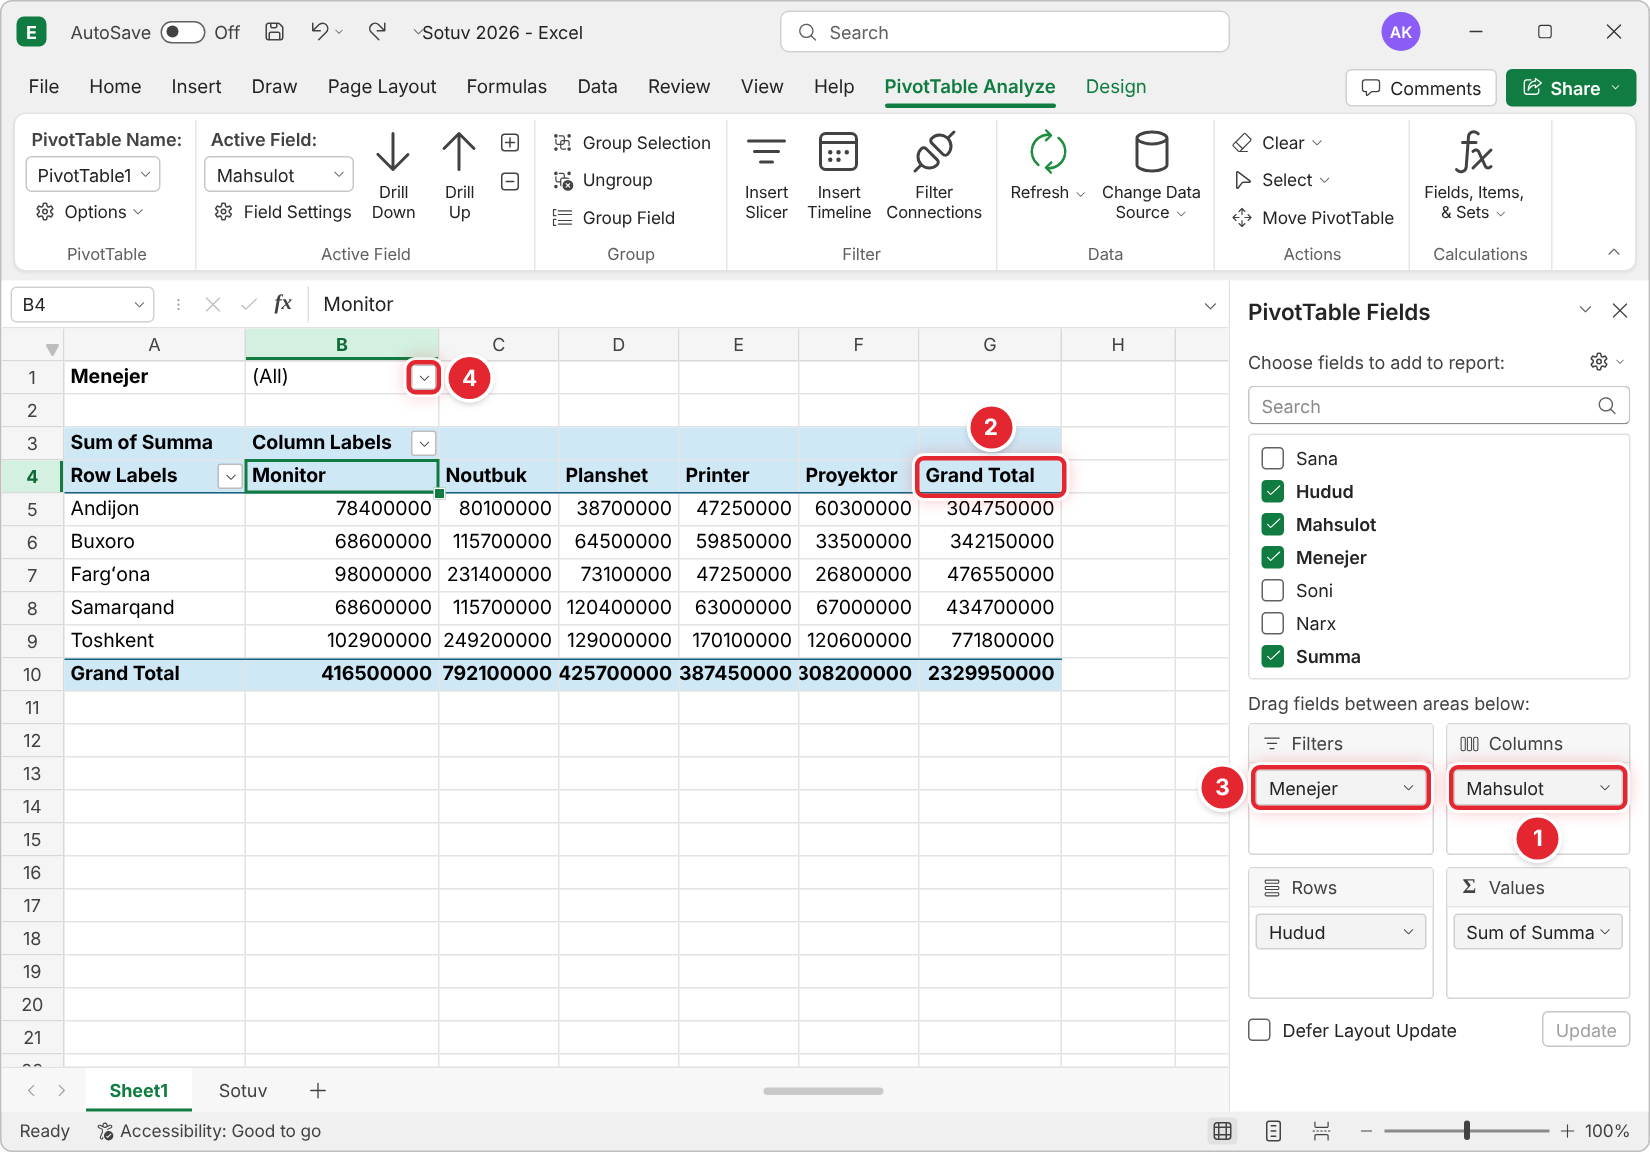 E AutoSave Off Sotuv 2026 - Excel Search AK
File Home Insert Draw Page Layout Formulas Data Review View Help PivotTable Analyze Design Comments Share
PivotTable Name:
PivotTable1
Options
PivotTable
Active Field:
Mahsulot
Field Settings
Drill Down
Drill Up
Active Field
Group Selection
Ungroup
Group Field
Group
Insert Slicer
Insert Timeline
Filter Connections
Filter
Refresh
Change Data Source
Data
Clear
Select
Move PivotTable
Actions
Fields, Items, & Sets
Calculations
B4 fx Monitor
A B C D E F G H
1 Menejer (All) 4
2
3 Sum of Summa Column Labels 2
4 Row Labels Monitor Noutbuk Planshet Printer Proyektor Grand Total
5 Andijon 78400000 80100000 38700000 47250000 60300000 304750000
6 Buxoro 68600000 115700000 64500000 59850000 33500000 342150000
7 Fargʻona 98000000 231400000 73100000 47250000 26800000 476550000
8 Samarqand 68600000 115700000 120400000 63000000 67000000 434700000
9 Toshkent 102900000 249200000 129000000 170100000 120600000 771800000
10 Grand Total 416500000 792100000 425700000 387450000 308200000 2329950000
11
12
13
14
15
16
17
18
19
20
21
PivotTable Fields
Choose fields to add to report:
Search
Sana
Hudud
Mahsulot
Menejer
Soni
Narx
Summa
Drag fields between areas below:
Filters Columns
3 Menejer Mahsulot
1
Rows Σ Values
Hudud Sum of Summa
Defer Layout Update Update
Sheet1 Sotuv
Ready Accessibility: Good to go 100%